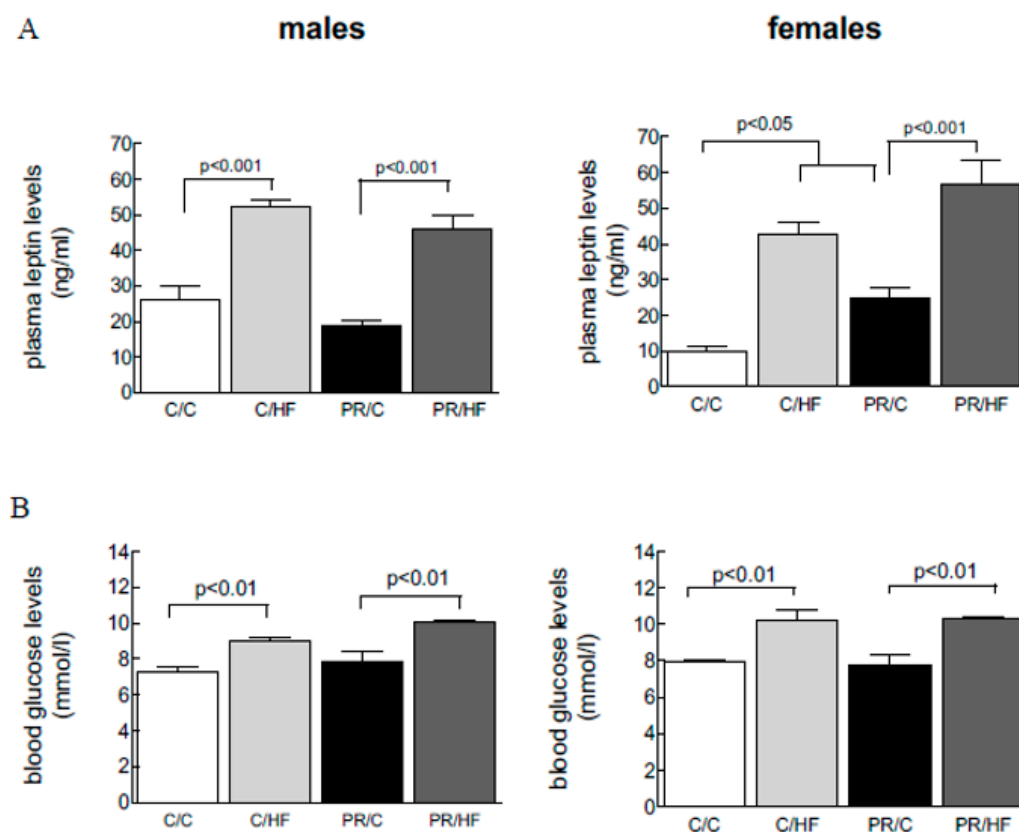 A
males
females
plasma leptin levels
(ng/ml)
70
60
50
40
30
20
10
0
p<0.001
p<0.001
C/C
C/HF
PR/C
PR/HF
plasma leptin levels
(ng/ml)
70
60
50
40
30
20
10
0
p<0.05
p<0.001
C/C
C/HF
PR/C
PR/HF
B
blood glucose levels
(mmol/l)
14
12
10
8
6
4
2
0
p<0.01
p<0.01
C/C
C/HF
PR/C
PR/HF
blood glucose levels
(mmol/l)
14
12
10
8
6
4
2
0
p<0.01
p<0.01
C/C
C/HF
PR/C
PR/HF